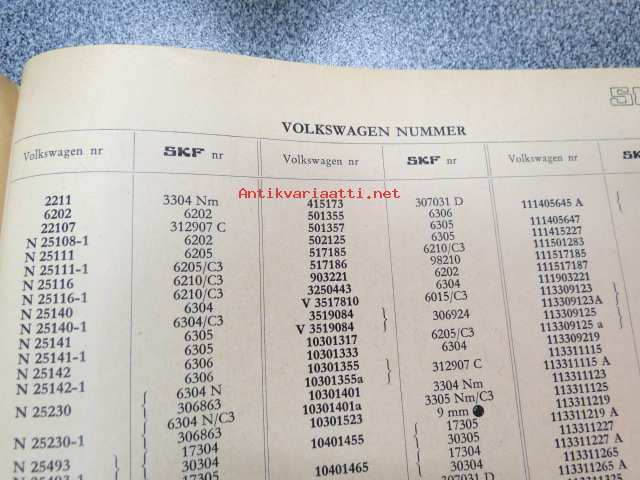 VOLKSWAGEN NUMMER
Volkswagen nr SKF nr Volkswagen nr SKF nr Volkswagen nr
Antikvariaatti.net
2211 3304 Nm 415173 307031 D 111405645 A
6202 6202 501355 6306 111405647
22107 312907 C 501357 6305 111415227
N 25108-1 6202 502125 6305 111501283
N 25111 6205 517185 6210/C3 111517185
N 25111-1 6205/C3 517186 98210 111517187
N 25116 6210/C3 903221 6202 111903221
N 25116-1 6210/C3 3250443 6304 113309123
N 25140 6304 V 3517810 6015/C3 113309123 A
N 25140-1 6304/C3 3519084 306924 113309125
N 25141 6305 V 3519084 113309125 a
N 25141-1 6305 10301317 6205/C3 113309219
N 25142 6306 10301333 6304 113311115
N 25142-1 6306 10301355 312907 C 113311115 A
N 25230 6304 N 10301355a 113311123
306863 10301401 3304 Nm 113311125
N 25230-1 6304 N/C3 10301401a 3305 Nm/C3 113311219
306863 10301523 9 mm 113311219 A
N 25493 17304 10401455 17305 113311227
30304 30305 113311227 A
17305 10401465 17304 113311265
30304 113311265 A